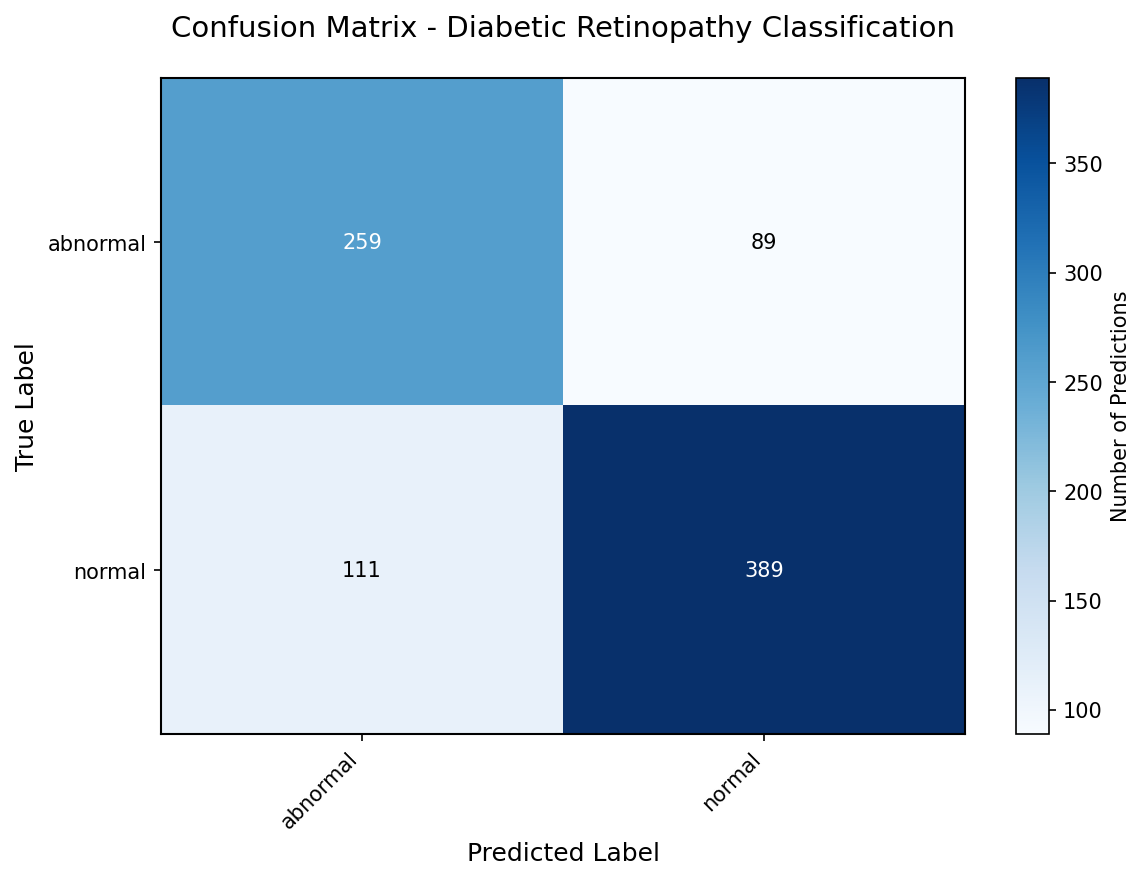 Confusion Matrix - Diabetic Retinopathy Classification
True Label
abnormal
259
89
normal
111
389
abnormal
normal
Predicted Label
350
300
250
200
150
100
Number of Predictions